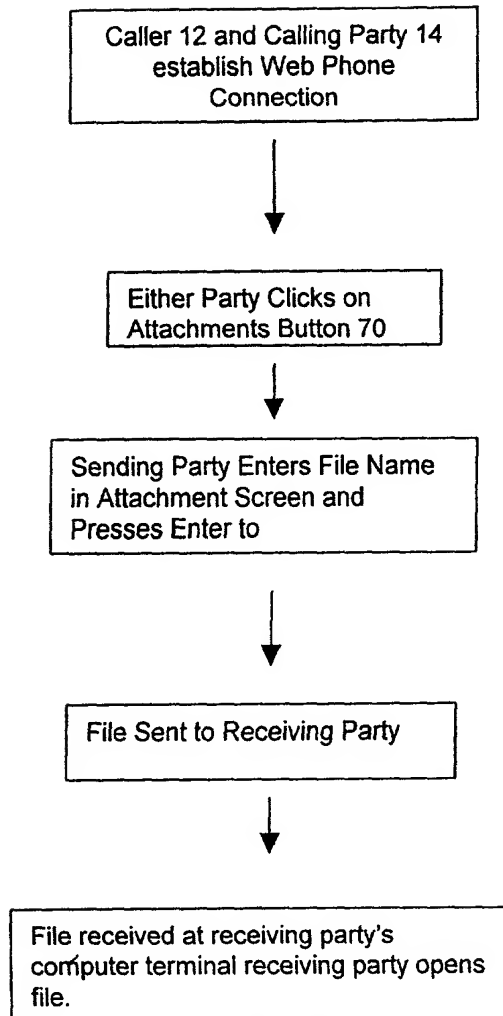 Caller 12 and Calling Party 14
establish Web Phone
Connection
Either Party Clicks on
Attachments Button 70
Sending Party Enters File Name
in Attachment Screen and
Presses Enter to
File Sent to Receiving Party
File received at receiving party's
computer terminal receiving party opens
file.